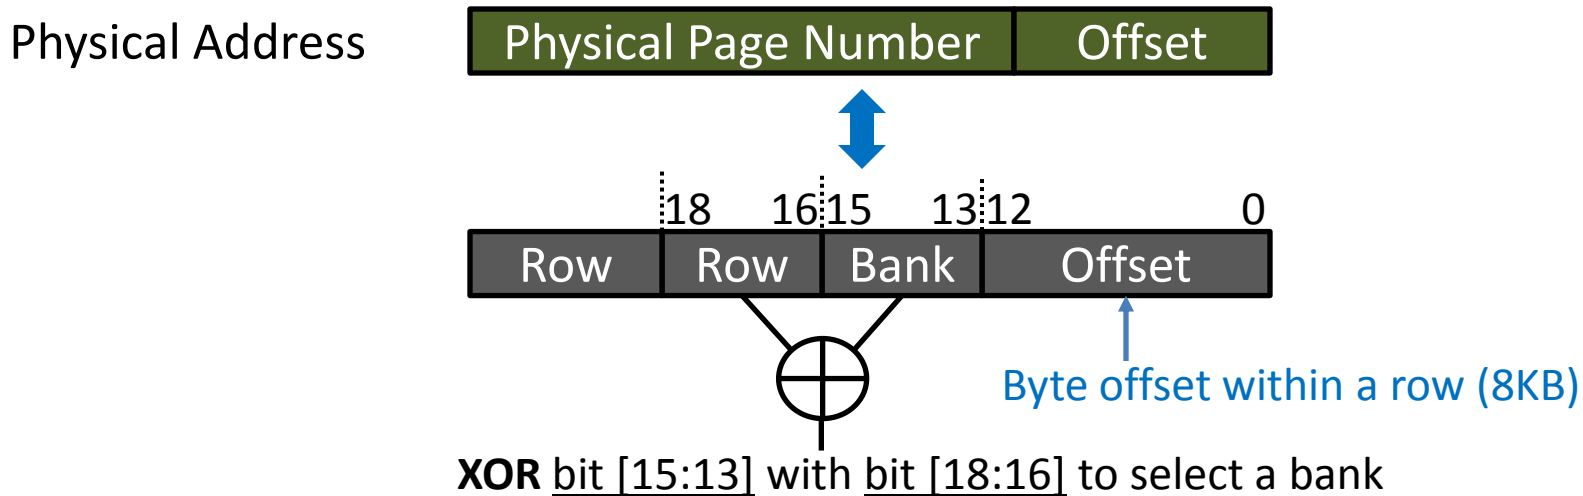 Physical Address Physical Page Number Offset
18 16 15 13 12 0
Row Row Bank Offset
Byte offset within a row (8KB)
XOR bit [15:13] with bit [18:16] to select a bank